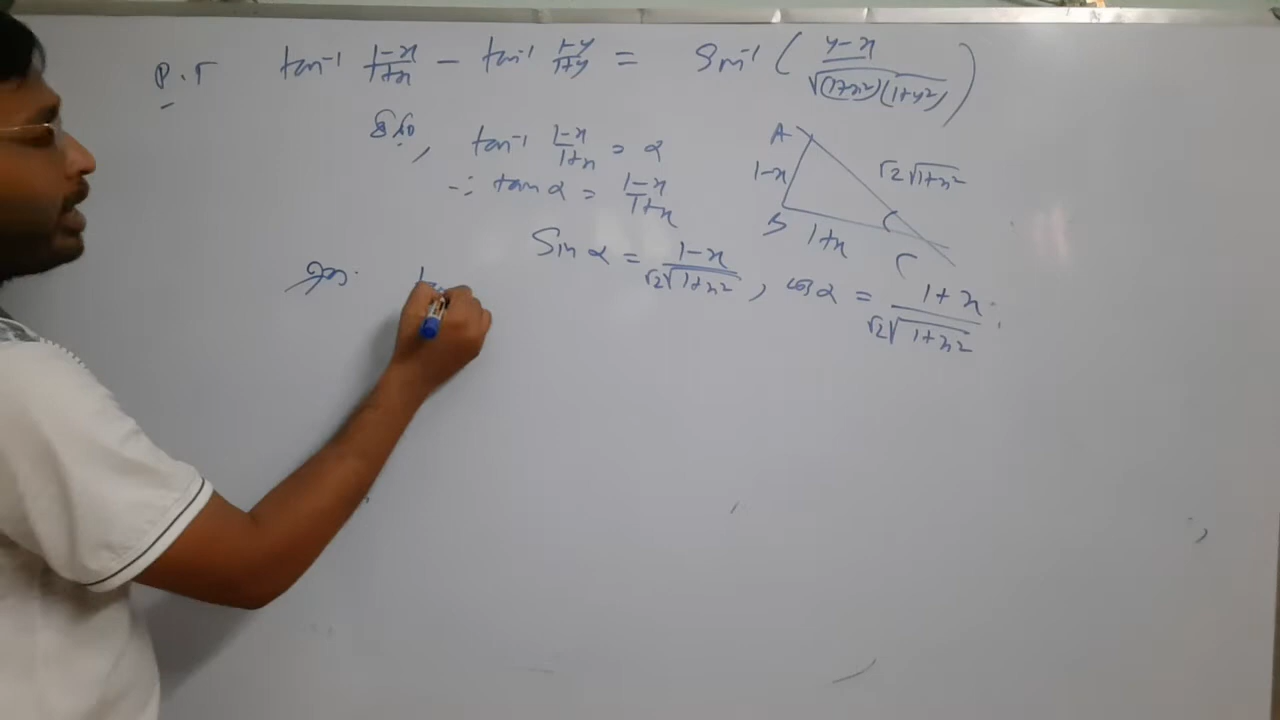 P.T tan⁻¹ (1-x)/(1+x) - tan⁻¹ (1-y)/(1+y) = Sin⁻¹ ( (y-x)/√((1+x²)(1+y²)) )
ধরি, tan⁻¹ (1-x)/(1+x) = α
∴ tan α = (1-x)/(1+x)
A
1-x
√2√(1+x²)
B
1+x
C
Sin α = (1-x)/(√2√(1+x²)), cos α = (1+x)/(√2√(1+x²))